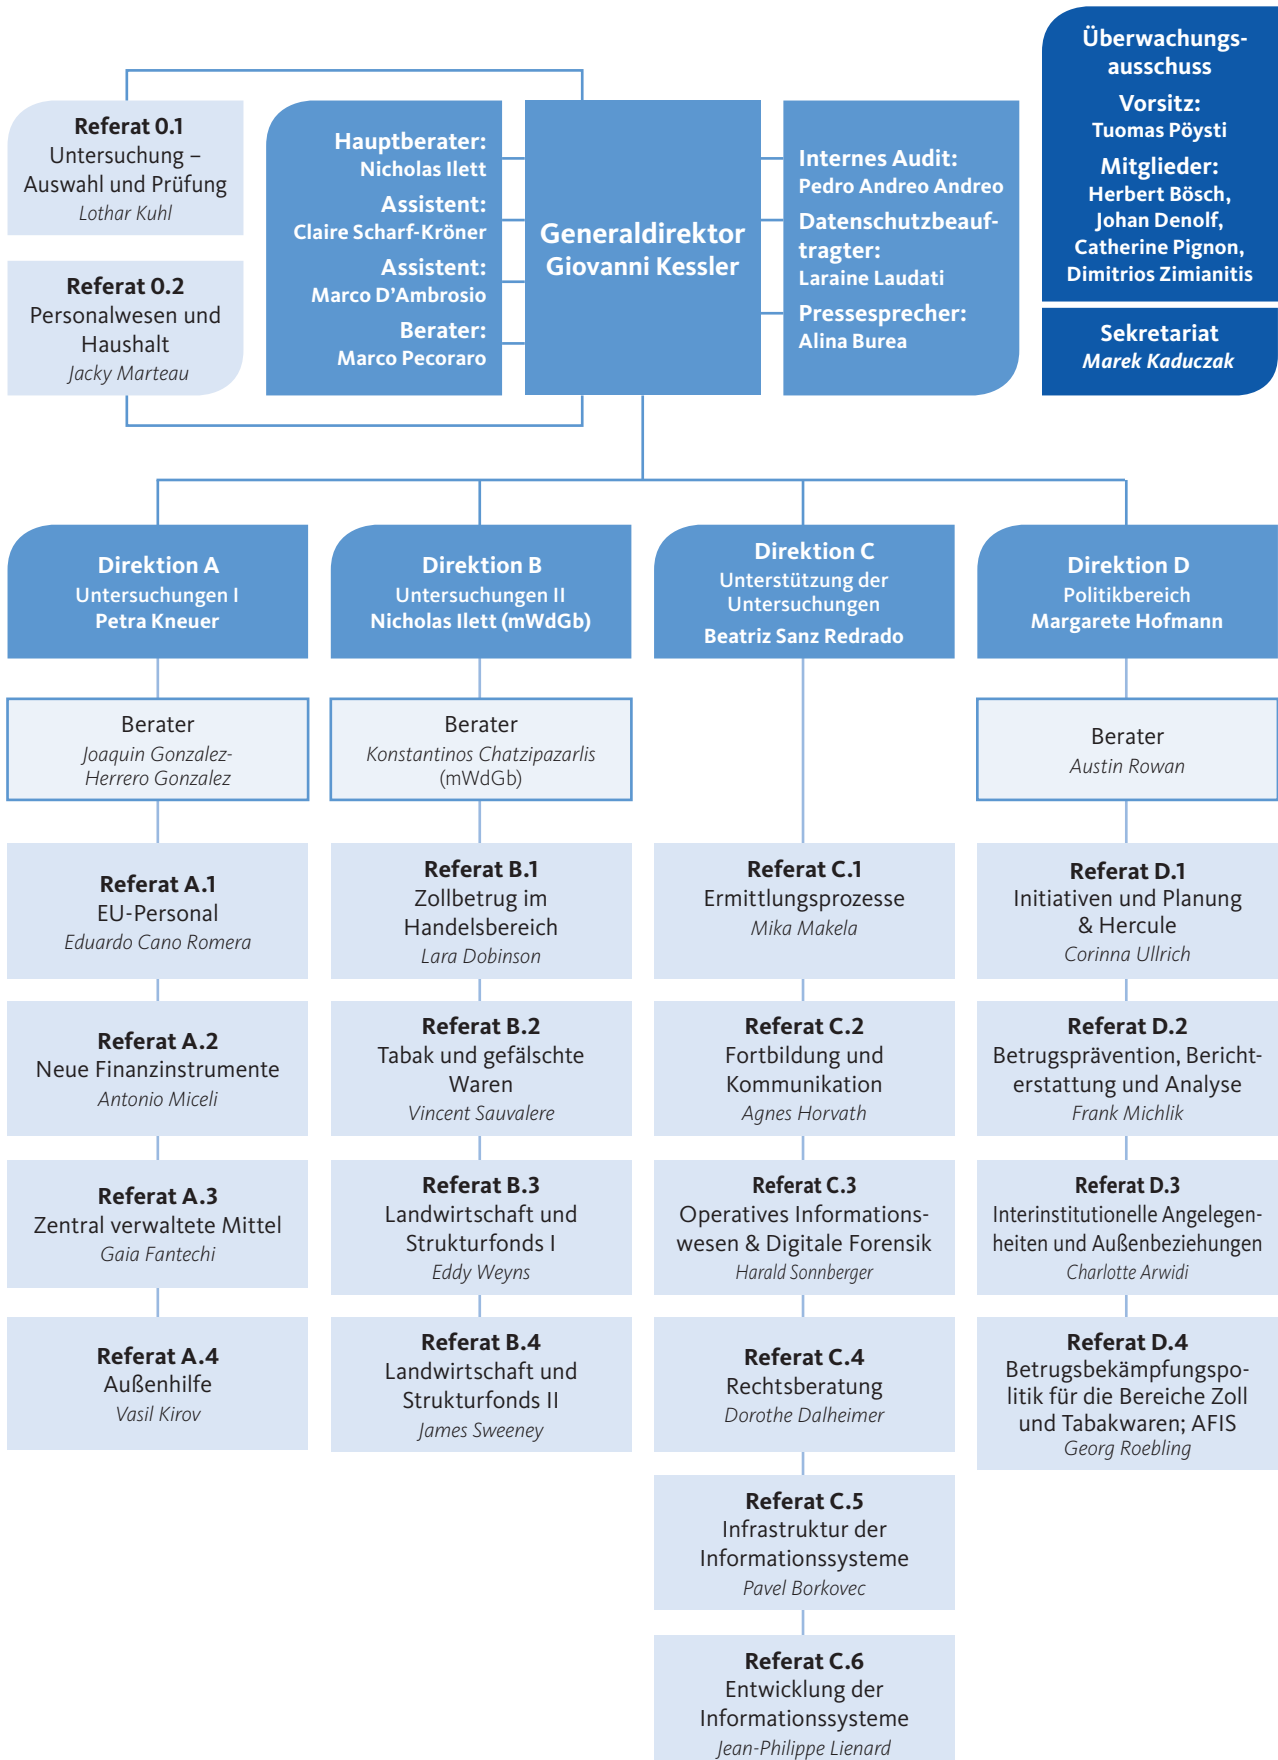 Referat 0.1
Untersuchung –
Auswahl und Prüfung
Lothar Kuhl
Referat 0.2
Personalwesen und
Haushalt
Jacky Marteau
Hauptberater:
Nicholas Ilett
Assistent:
Claire Scharf-Kröner
Assistent:
Marco D’Ambrosio
Berater:
Marco Pecoraro
Generaldirektor
Giovanni Kessler
Internes Audit:
Pedro Andreo Andreo
Datenschutzbeauf-
tragter:
Laraine Laudati
Pressesprecher:
Alina Burea
Überwachungs-
ausschuss
Vorsitz:
Tuomas Pöysti
Mitglieder:
Herbert Bösch,
Johan Denolf,
Catherine Pignon,
Dimitrios Zimianitis
Sekretariat
Marek Kaduczak
Direktion A
Untersuchungen I
Petra Kneuer
Berater
Joaquin Gonzalez-
Herrero Gonzalez
Referat A.1
EU-Personal
Eduardo Cano Romera
Referat A.2
Neue Finanzinstrumente
Antonio Miceli
Referat A.3
Zentral verwaltete Mittel
Gaia Fantechi
Referat A.4
Außenhilfe
Vasil Kirov
Direktion B
Untersuchungen II
Nicholas Ilett (mWdGb)
Berater
Konstantinos Chatzipazarlis
(mWdGb)
Referat B.1
Zollbetrug im
Handelsbereich
Lara Dobinson
Referat B.2
Tabak und gefälschte
Waren
Vincent Sauvalere
Referat B.3
Landwirtschaft und
Strukturfonds I
Eddy Weyns
Referat B.4
Landwirtschaft und
Strukturfonds II
James Sweeney
Direktion C
Unterstützung der
Untersuchungen
Beatriz Sanz Redrado
Referat C.1
Ermittlungsprozesse
Mika Makela
Referat C.2
Fortbildung und
Kommunikation
Agnes Horvath
Referat C.3
Operatives Informations-
wesen & Digitale Forensik
Harald Sonnberger
Referat C.4
Rechtsberatung
Dorothe Dalheimer
Referat C.5
Infrastruktur der
Informationssysteme
Pavel Borkovec
Referat C.6
Entwicklung der
Informationssysteme
Jean-Philippe Lienard
Direktion D
Politikbereich
Margarete Hofmann
Berater
Austin Rowan
Referat D.1
Initiativen und Planung
& Hercule
Corinna Ullrich
Referat D.2
Betrugsprävention, Bericht-
erstattung und Analyse
Frank Michlik
Referat D.3
Interinstitutionelle Angelegen-
heiten und Außenbeziehungen
Charlotte Arwidi
Referat D.4
Betrugsbekämpfungspo-
litik für die Bereiche Zoll
und Tabakwaren; AFIS
Georg Roebling